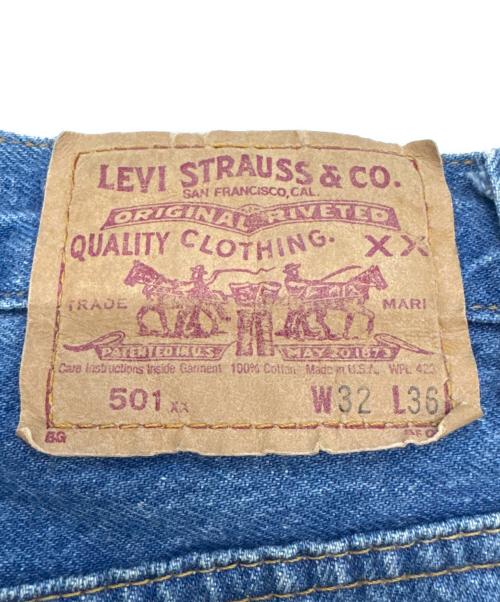 LEVI STRAUSS & CO.
SAN FRANCISCO, CAL.
ORIGINAL RIVETED
QUALITY CLOTHING. XX
TRADE MARK
PATENTED IN U.S. MAY 20 1873
Care Instructions Inside Garment 100% Cotton Made in U.S.A. WPL 423
501 XX W32 L36
BG